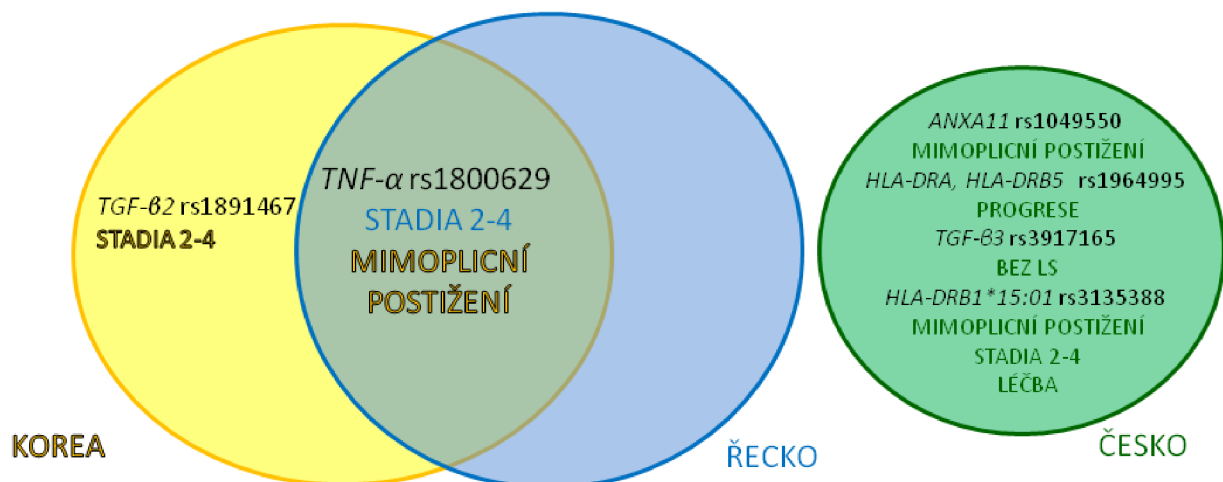 TGF-β2 rs1891467
STADIA 2-4
TNF-α rs1800629
STADIA 2-4
MIMOPLICNÍ
POSTIŽENÍ
ANXA11 rs1049550
MIMOPLICNÍ POSTIŽENÍ
HLA-DRA, HLA-DRB5 rs1964995
PROGRESE
TGF-β3 rs3917165
BEZ LS
HLA-DRB1*15:01 rs3135388
MIMOPLICNÍ POSTIŽENÍ
STADIA 2-4
LÉČBA
KOREA
ŘECKO
ČESKO